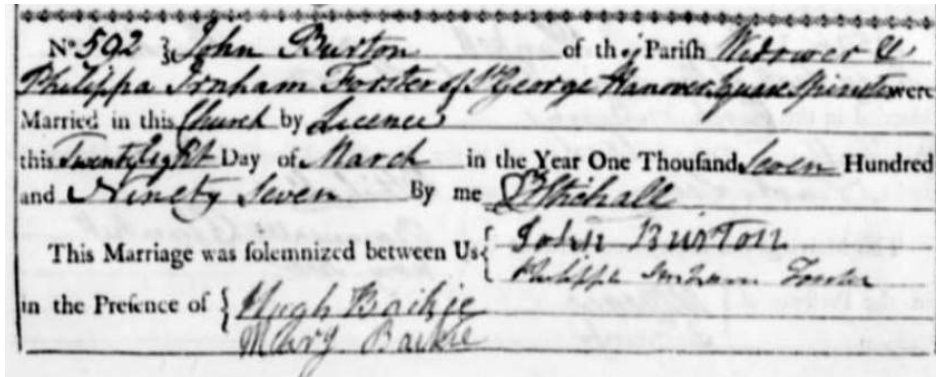 No 592 } John Burton of this Parish Widower &
Philippa Irnham Forster of St George Hanover Square Spinster were
Married in this Church by Licence
this Twenty Eight Day of March in the Year One Thousand Seven Hundred
and Ninety Seven By me
This Marriage was solemnized between Us { John Burton
Philippa Irnham Forster
in the Presence of { Hugh Baikie
Mary Baikie